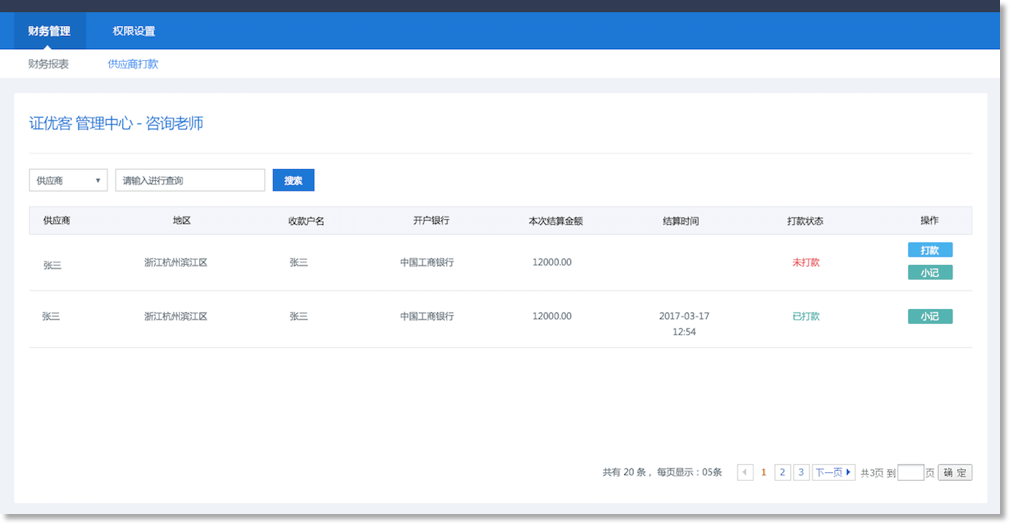 财务管理 权限设置
财务报表 供应商打款
证优客 管理中心 - 咨询老师
供应商 请输入进行查询 搜索
供应商 地区 收款户名 开户银行 本次结算金额 结算时间 打款状态 操作
张三 浙江杭州滨江区 张三 中国工商银行 12000.00 未打款 打款
小记
张三 浙江杭州滨江区 张三 中国工商银行 12000.00 2017-03-17 已打款 小记
12:54
共有 20 条 ，每页显示：05条 1 2 3 下一页 共3页 到 页 确 定